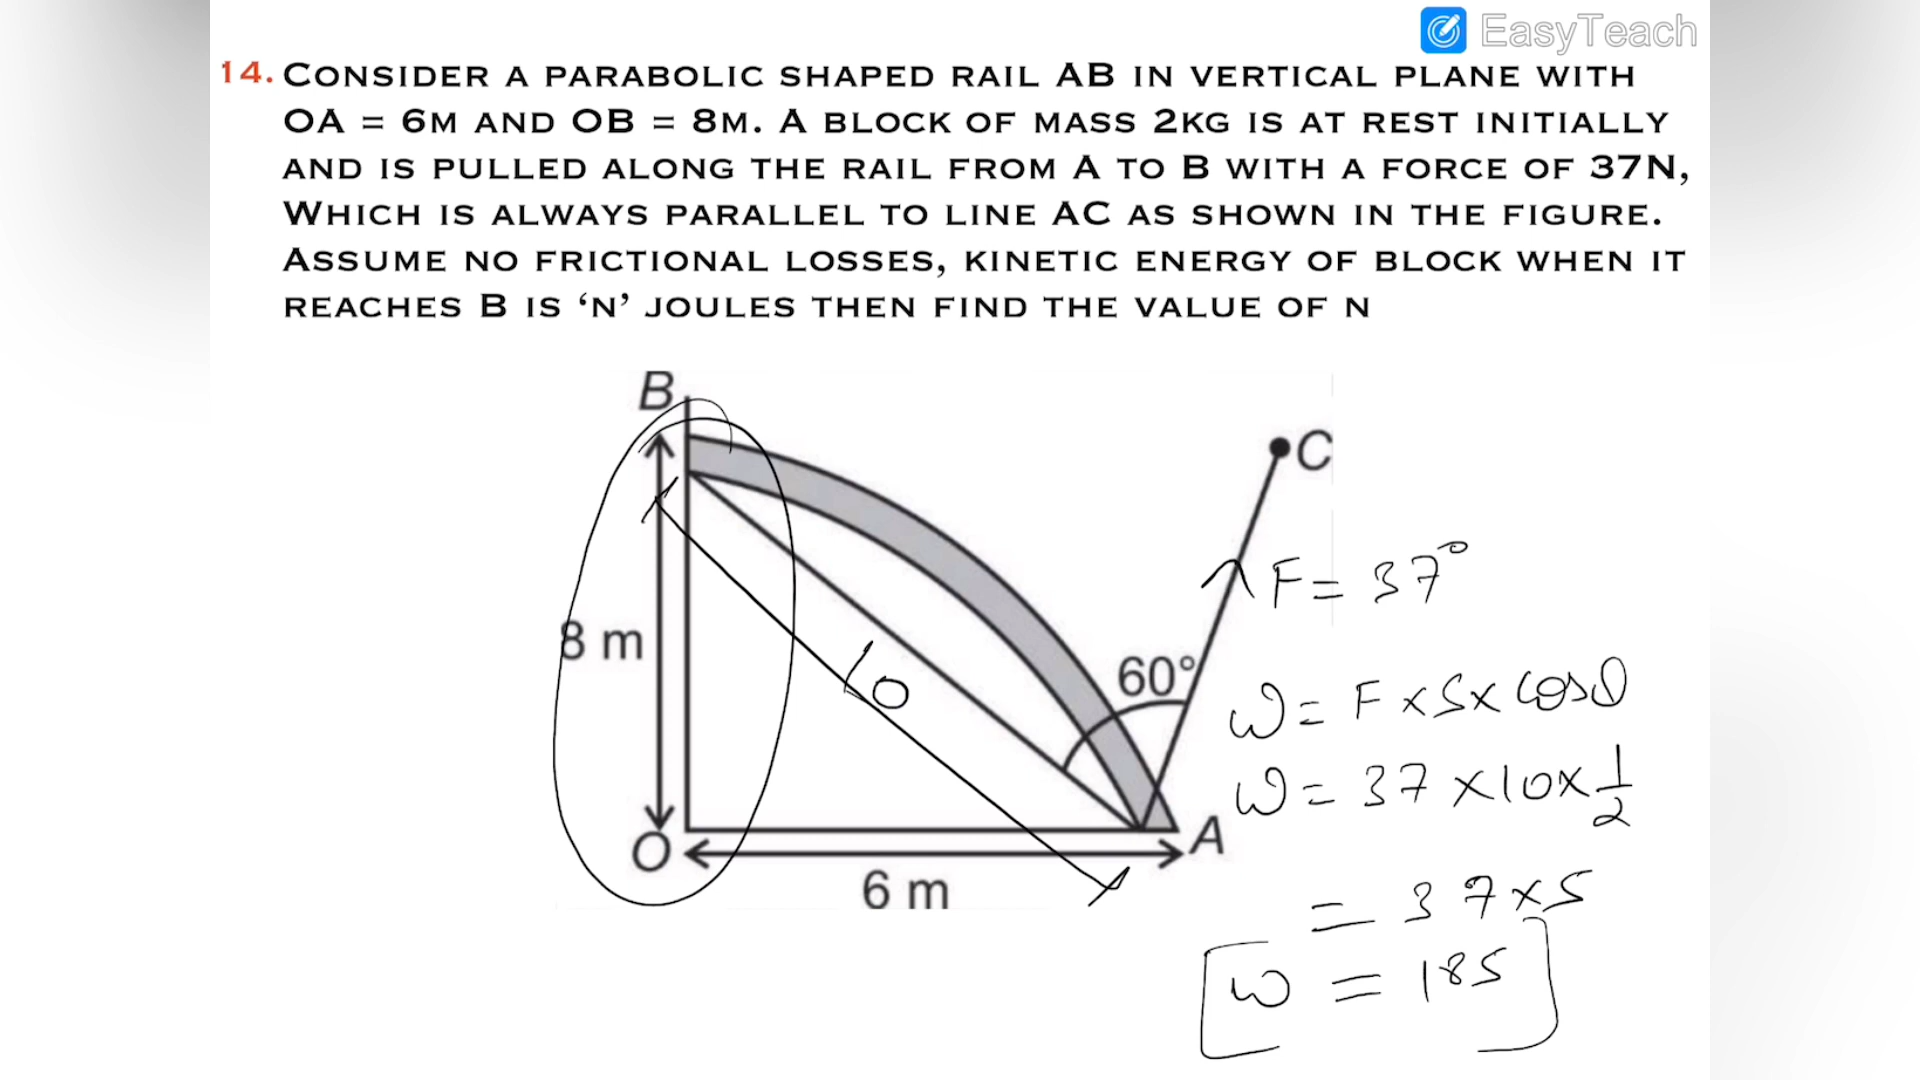 EasyTeach
14. CONSIDER A PARABOLIC SHAPED RAIL AB IN VERTICAL PLANE WITH
OA = 6M AND OB = 8M. A BLOCK OF MASS 2KG IS AT REST INITIALLY
AND IS PULLED ALONG THE RAIL FROM A TO B WITH A FORCE OF 37N,
WHICH IS ALWAYS PARALLEL TO LINE AC AS SHOWN IN THE FIGURE.
ASSUME NO FRICTIONAL LOSSES, KINETIC ENERGY OF BLOCK WHEN IT
REACHES B IS ‘N’ JOULES THEN FIND THE VALUE OF N
B
C
F = 37°
8 m
60°
10
W = F x S x cosθ
W = 37 x 10 x 1/2
O
A
6 m
= 37 x 5
W = 185